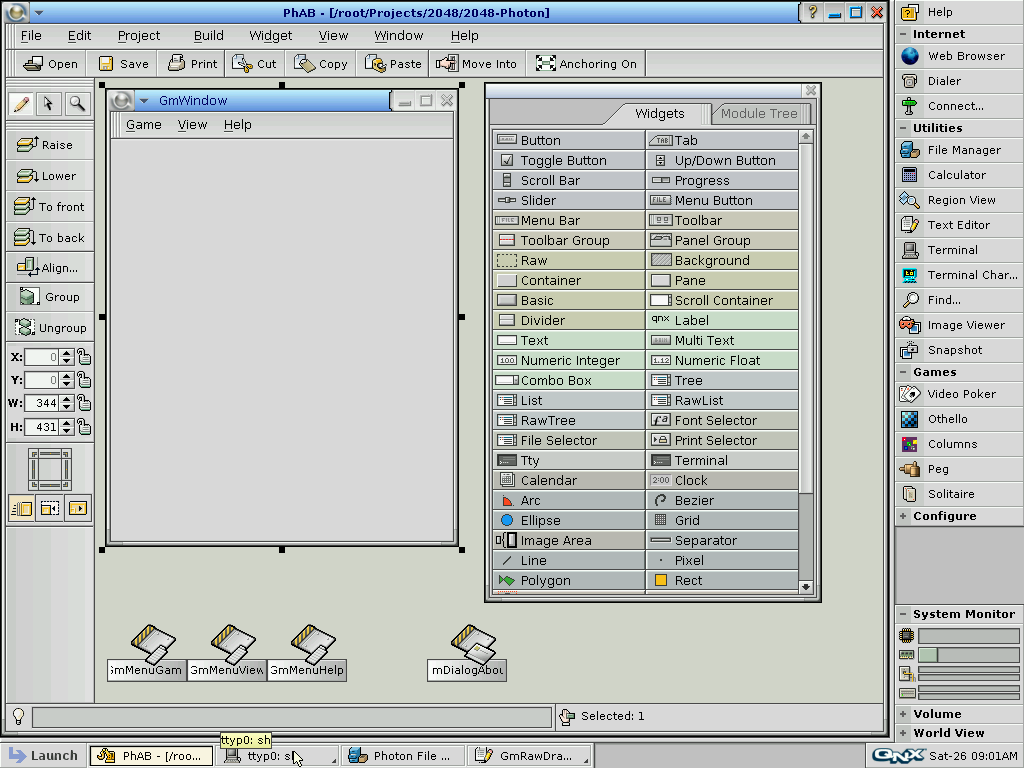 PhAB - [/root/Projects/2048/2048-Photon]
File Edit Project Build Widget View Window Help
Open Save Print Cut Copy Paste Move Into Anchoring On
Raise
Lower
To front
To back
Align...
Group
Ungroup
X: 0
Y: 0
W: 344
H: 431
GmWindow
Game View Help
Widgets Module Tree
Button Tab
Toggle Button Up/Down Button
Scroll Bar Progress
Slider Menu Button
Menu Bar Toolbar
Toolbar Group Panel Group
Raw Background
Container Pane
Basic Scroll Container
Divider Label
Text Multi Text
Numeric Integer Numeric Float
Combo Box Tree
List RawList
RawTree Font Selector
File Selector Print Selector
Tty Terminal
Calendar Clock
Arc Bezier
Ellipse Grid
Image Area Separator
Line Pixel
Polygon Rect
GmMenuGam GmMenuView GmMenuHelp mDialogAbou
Selected: 1
Help
Internet
Web Browser
Dialer
Connect...
Utilities
File Manager
Calculator
Region View
Text Editor
Terminal
Terminal Char...
Find...
Image Viewer
Snapshot
Games
Video Poker
Othello
Columns
Peg
Solitaire
Configure
System Monitor
Volume
World View
ttyp0: sh
Launch PhAB - [/roo... ttyp0: sh Photon File ... GmRawDra...
QNX Sat-26 09:01AM